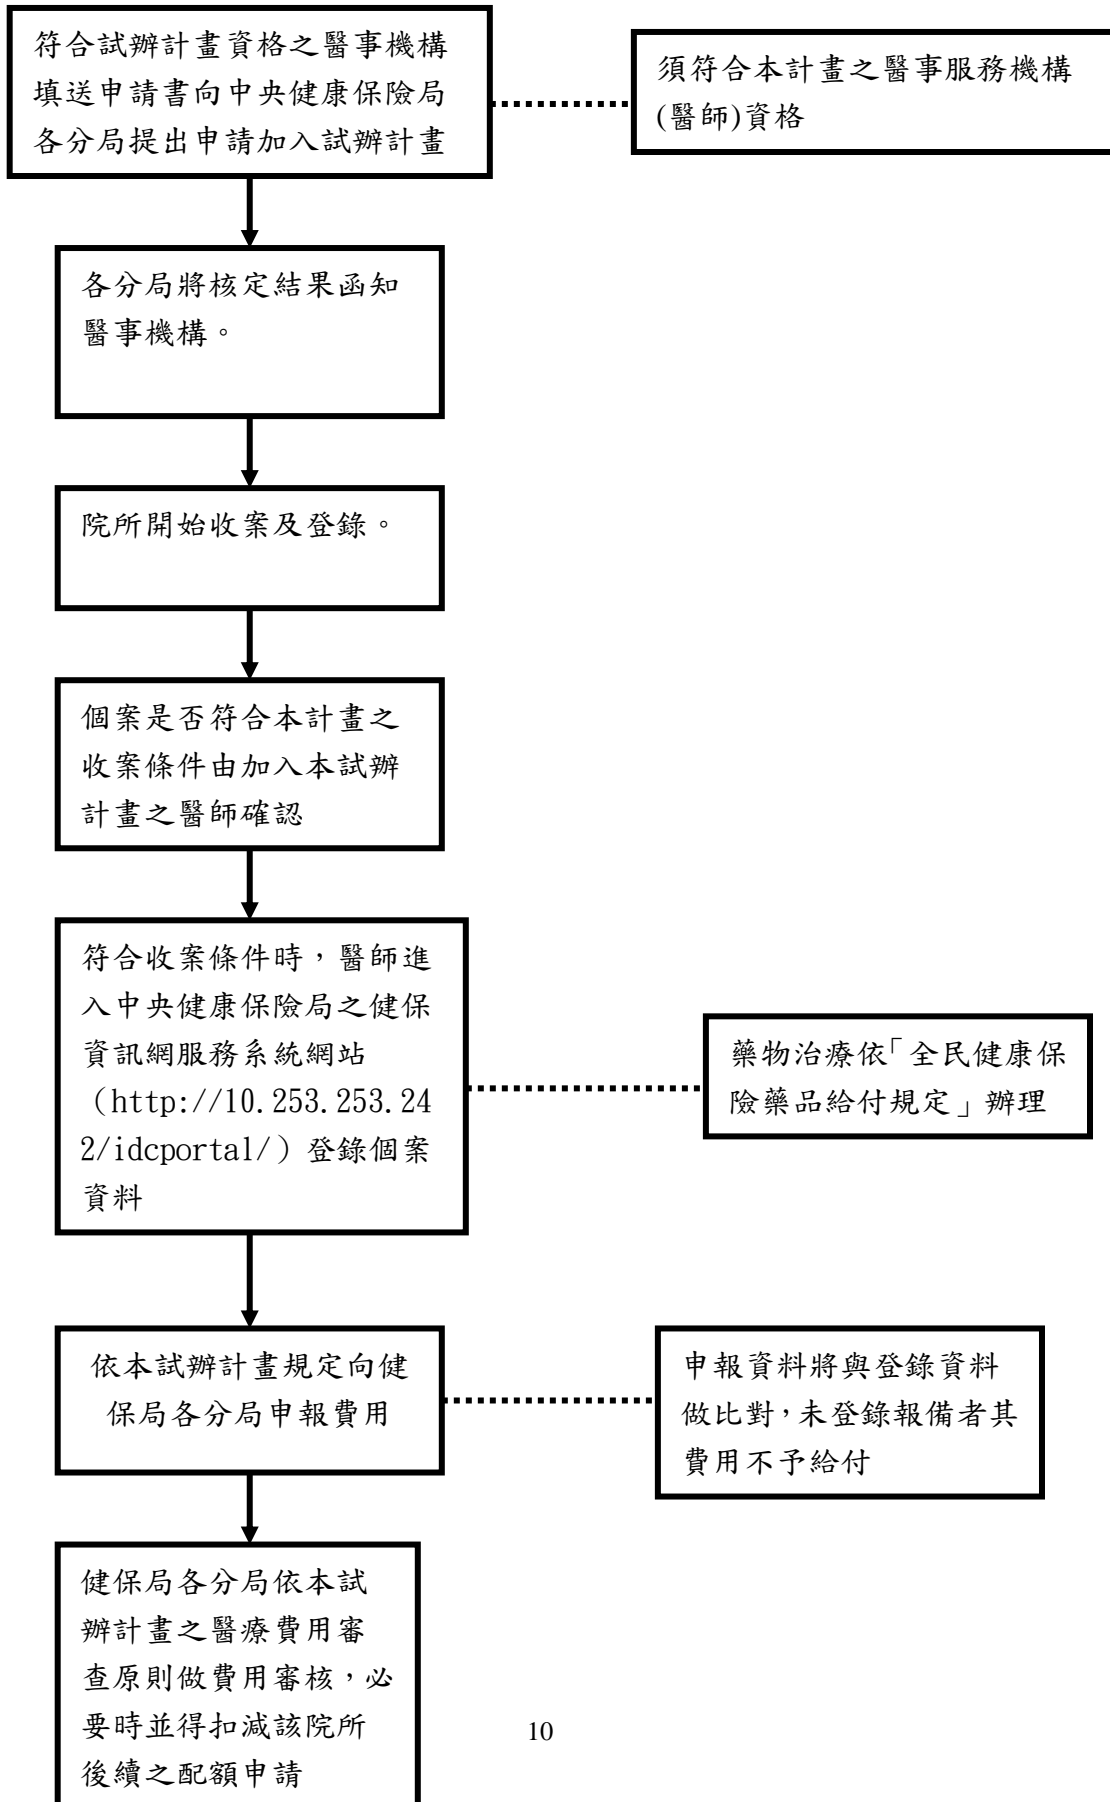 符合試辦計畫資格之醫事機構
填送申請書向中央健康保險局
各分局提出申請加入試辦計畫
須符合本計畫之醫事服務機構
(醫師)資格
各分局將核定結果函知
醫事機構。
院所開始收案及登錄。
個案是否符合本計畫之
收案條件由加入本試辦
計畫之醫師確認
符合收案條件時，醫師進
入中央健康保險局之健保
資訊網服務系統網站
（http://10.253.253.24
2/idcportal/）登錄個案
資料
藥物治療依「全民健康保
險藥品給付規定」辦理
依本試辦計畫規定向健
保局各分局申報費用
申報資料將與登錄資料
做比對，未登錄報備者其
費用不予給付
健保局各分局依本試
辦計畫之醫療費用審
查原則做費用審核，必
要時並得扣減該院所
後續之配額申請
10